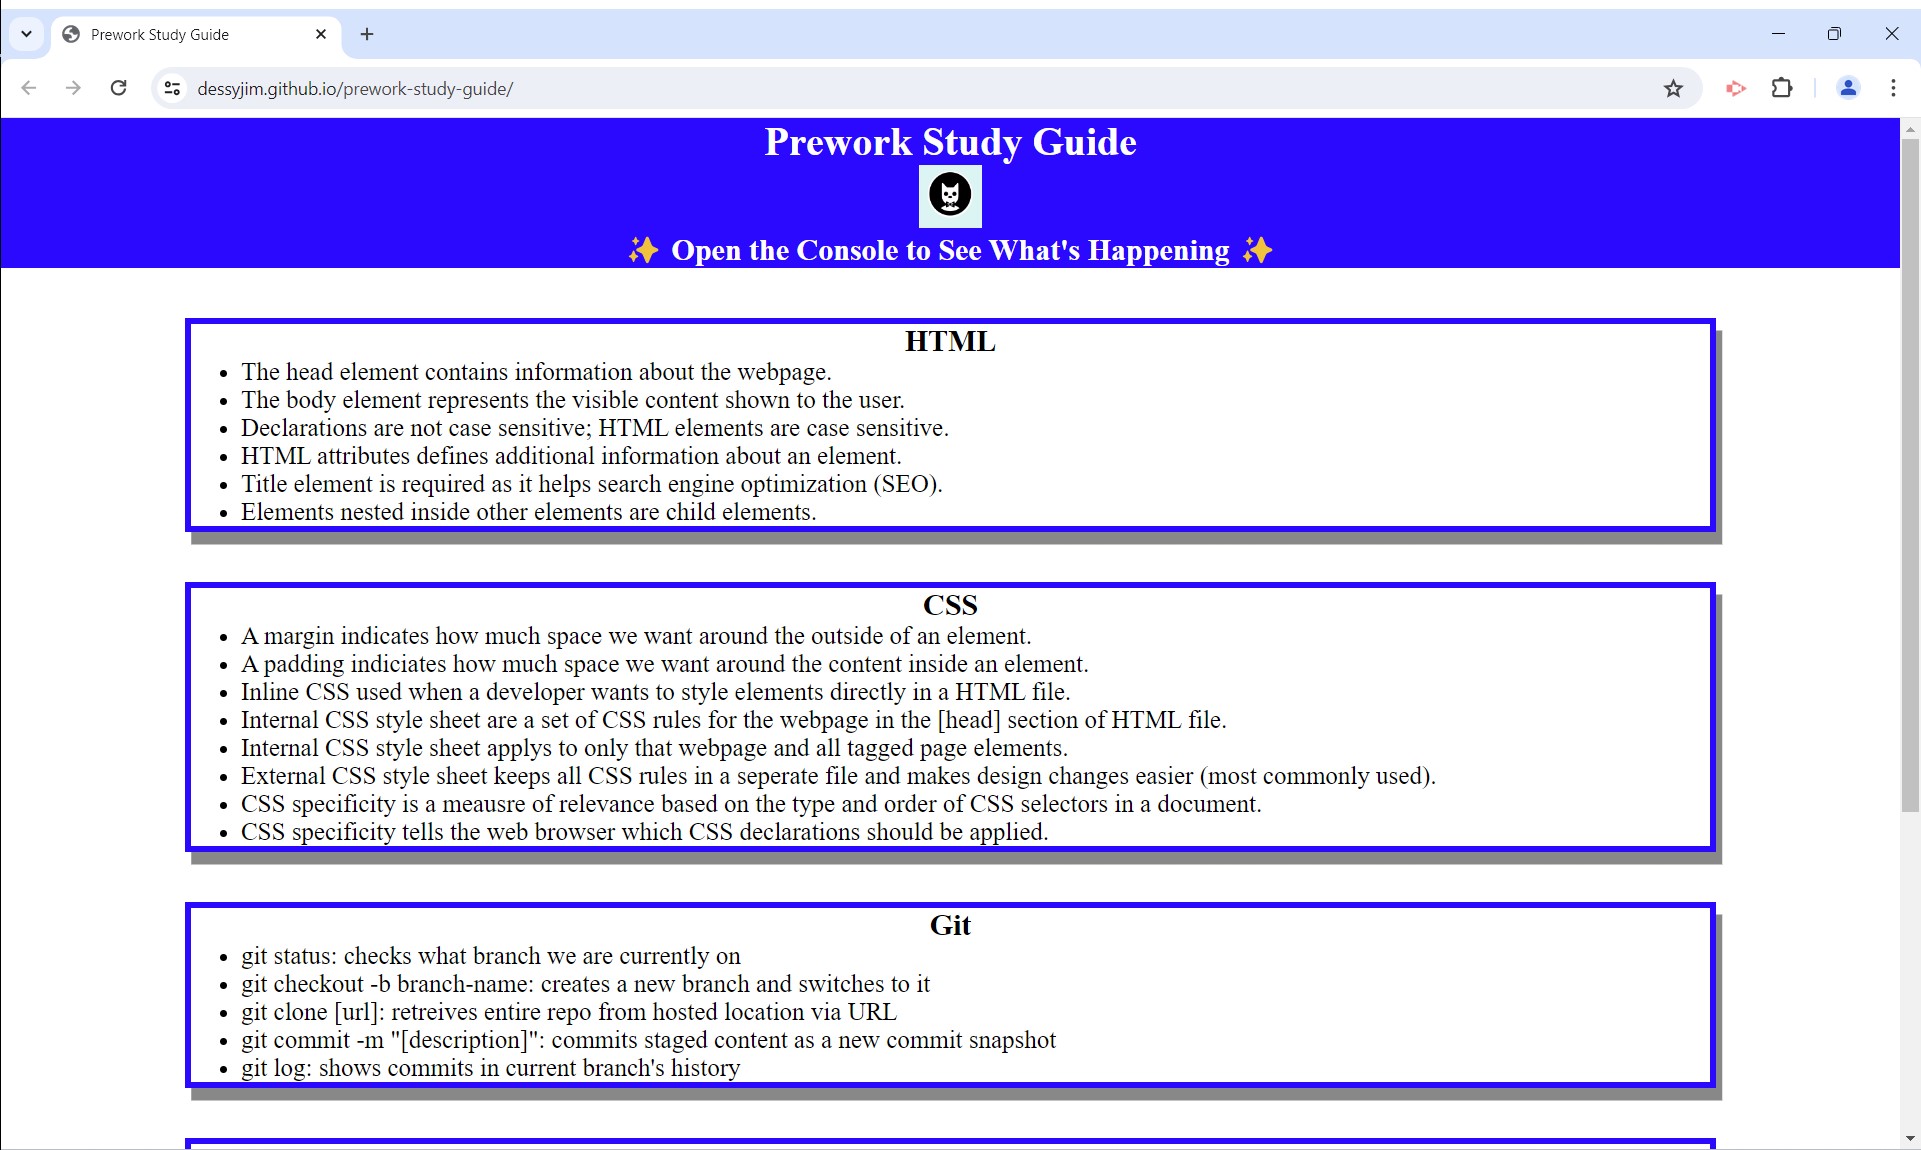 Prework Study Guide
dessyjim.github.io/prework-study-guide/
Prework Study Guide
✨ Open the Console to See What's Happening ✨
HTML
• The head element contains information about the webpage.
• The body element represents the visible content shown to the user.
• Declarations are not case sensitive; HTML elements are case sensitive.
• HTML attributes defines additional information about an element.
• Title element is required as it helps search engine optimization (SEO).
• Elements nested inside other elements are child elements.
CSS
• A margin indicates how much space we want around the outside of an element.
• A padding indiciates how much space we want around the content inside an element.
• Inline CSS used when a developer wants to style elements directly in a HTML file.
• Internal CSS style sheet are a set of CSS rules for the webpage in the [head] section of HTML file.
• Internal CSS style sheet applys to only that webpage and all tagged page elements.
• External CSS style sheet keeps all CSS rules in a seperate file and makes design changes easier (most commonly used).
• CSS specificity is a meausre of relevance based on the type and order of CSS selectors in a document.
• CSS specificity tells the web browser which CSS declarations should be applied.
Git
• git status: checks what branch we are currently on
• git checkout -b branch-name: creates a new branch and switches to it
• git clone [url]: retreives entire repo from hosted location via URL
• git commit -m "[description]": commits staged content as a new commit snapshot
• git log: shows commits in current branch's history